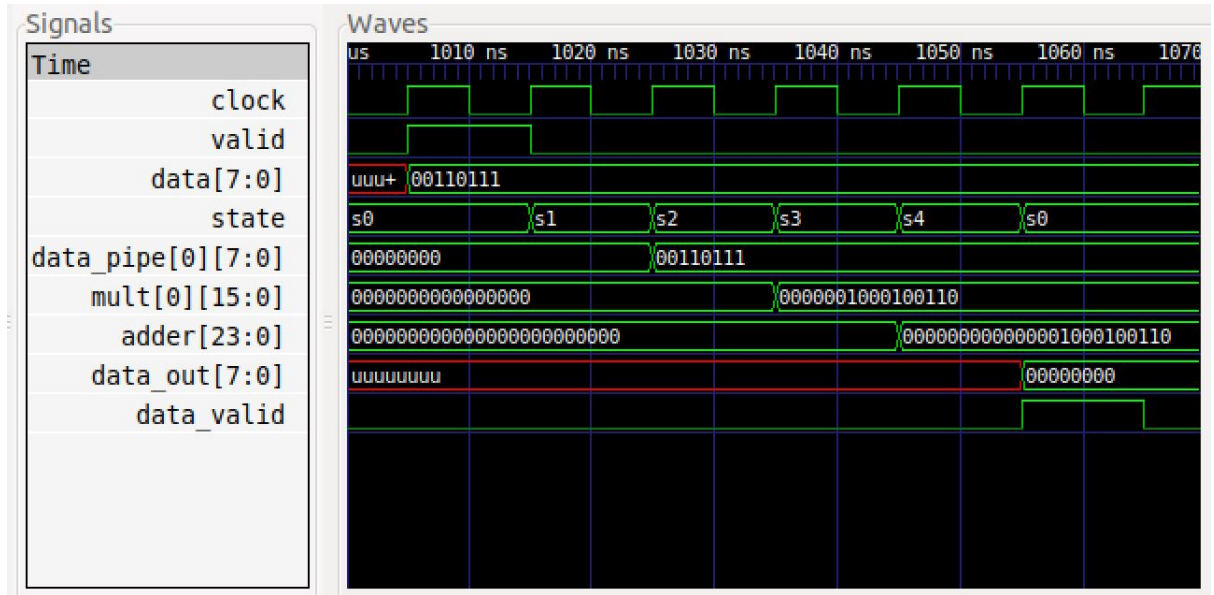 Signals
Waves
Time
us 1010 ns 1020 ns 1030 ns 1040 ns 1050 ns 1060 ns 1070
clock
valid
data[7:0] uuu+ 00110111
state s0 s1 s2 s3 s4 s0
data_pipe[0][7:0] 00000000 00110111
mult[0][15:0] 0000000000000000 0000001000100110
adder[23:0] 000000000000000000000000 000000000000001000100110
data_out[7:0] uuuuuuuu 00000000
data_valid